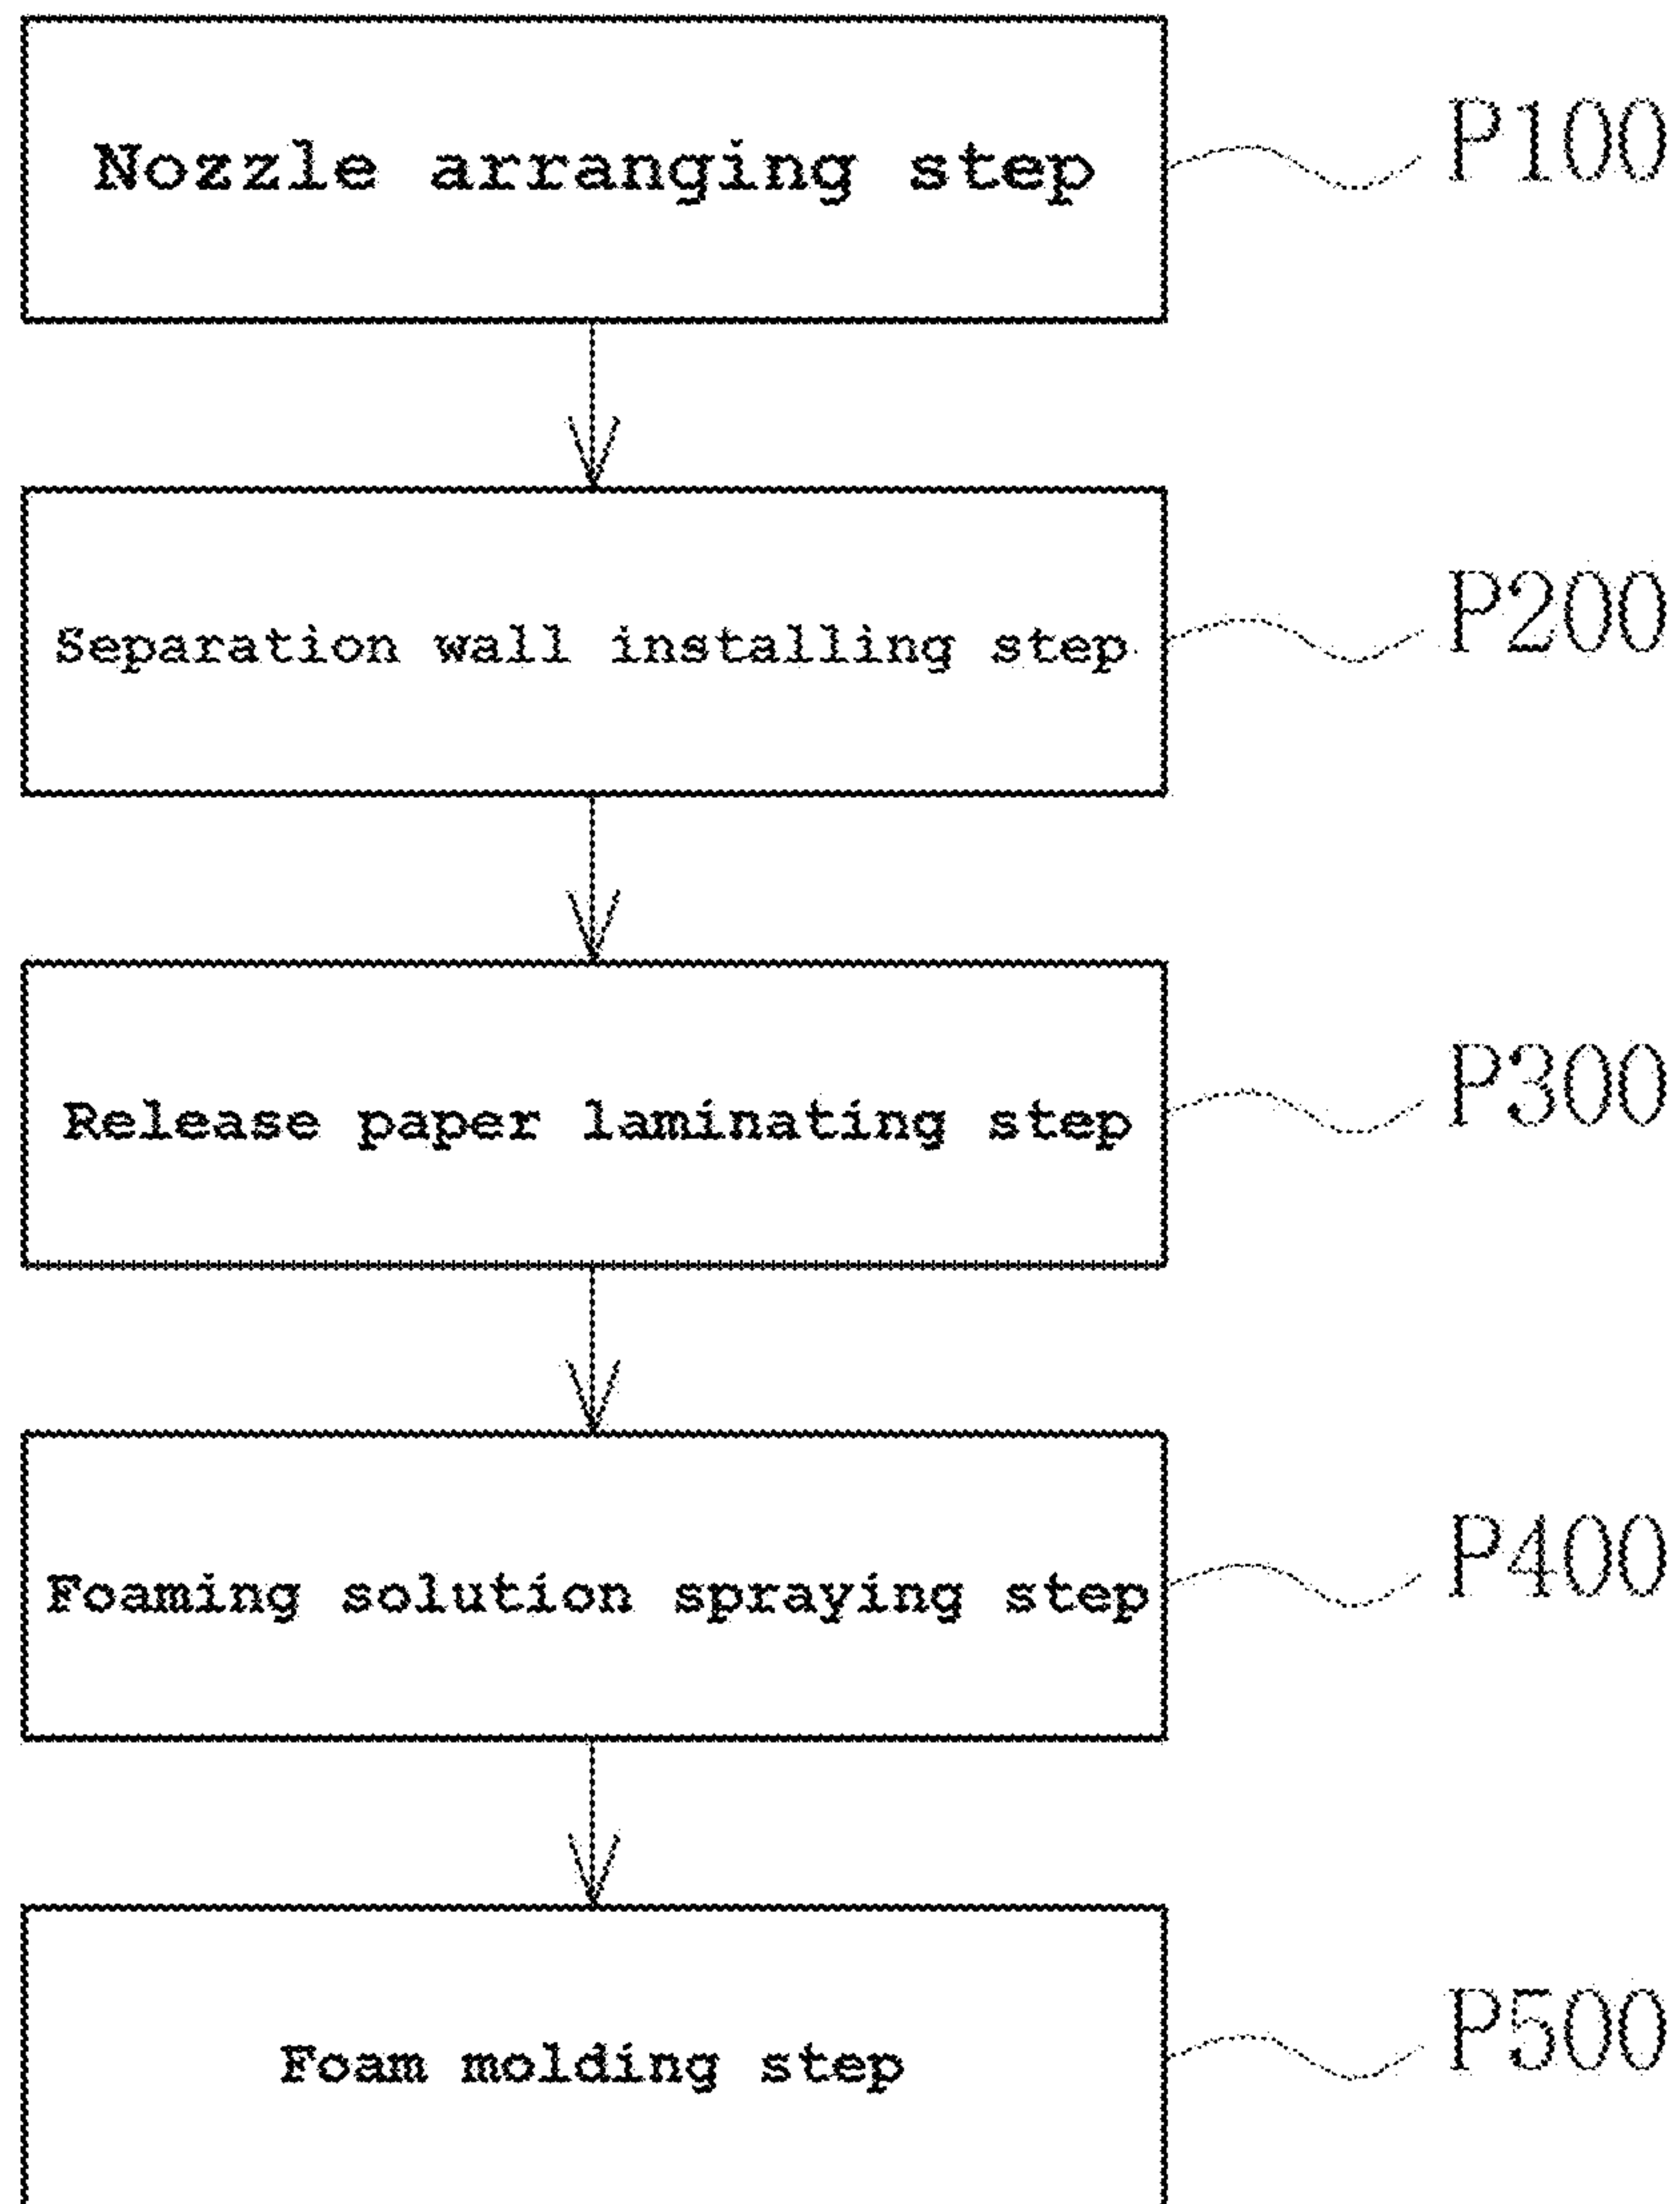 Nozzle arranging step
P100
Separation wall installing step
P200
Release paper laminating step
P300
Foaming solution spraying step
P400
Foam molding step
P500